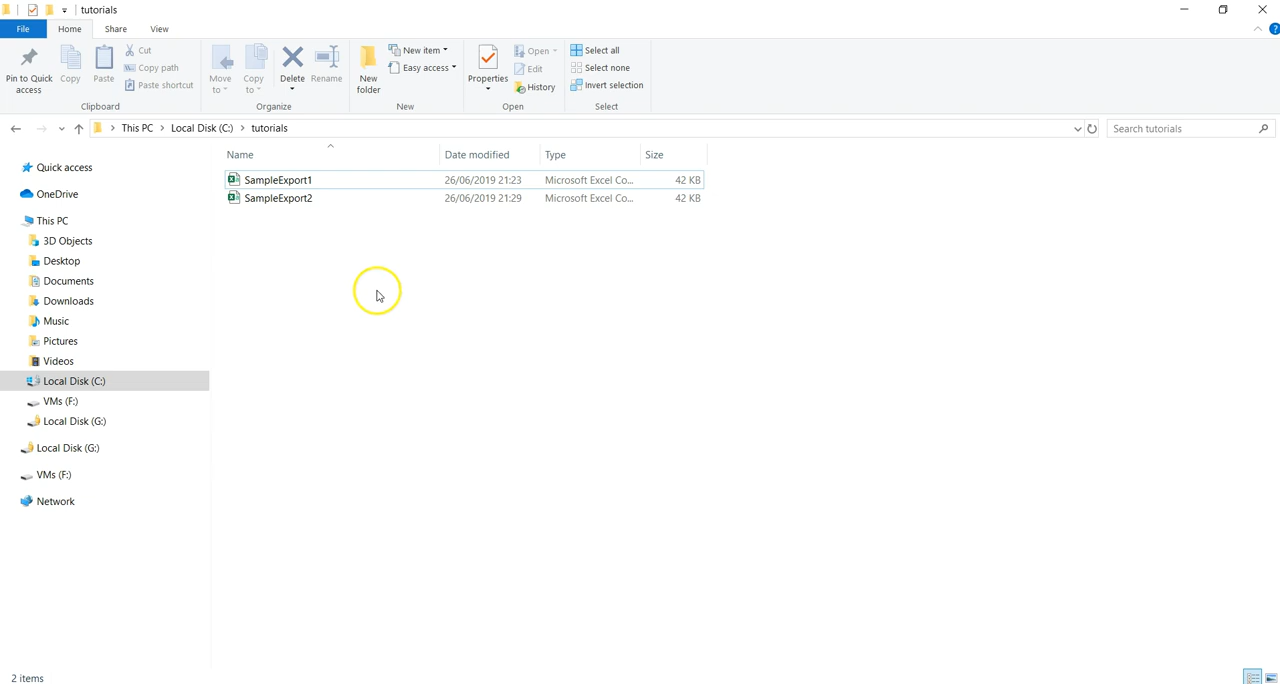 tutorials
File Home Share View
Pin to Quick access
Copy
Paste
Cut
Copy path
Paste shortcut
Clipboard
Move to
Copy to
Delete
Rename
Organize
New folder
New item
Easy access
New
Properties
Open
Edit
History
Open
Select all
Select none
Invert selection
Select
This PC > Local Disk (C:) > tutorials
Search tutorials
Name Date modified Type Size
SampleExport1 26/06/2019 21:23 Microsoft Excel Co... 42 KB
SampleExport2 26/06/2019 21:29 Microsoft Excel Co... 42 KB
Quick access
OneDrive
This PC
3D Objects
Desktop
Documents
Downloads
Music
Pictures
Videos
Local Disk (C:)
VMs (F:)
Local Disk (G:)
Local Disk (G:)
VMs (F:)
Network
2 items